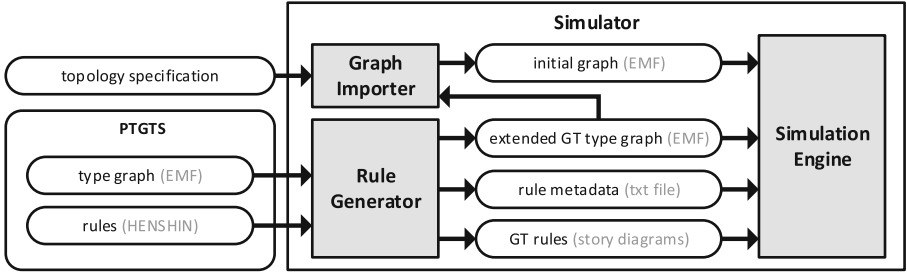 Simulator
topology specification
Graph
Importer
initial graph (EMF)
PTGTS
type graph (EMF)
rules (HENSHIN)
Rule
Generator
extended GT type graph (EMF)
rule metadata (txt file)
GT rules (story diagrams)
Simulation
Engine